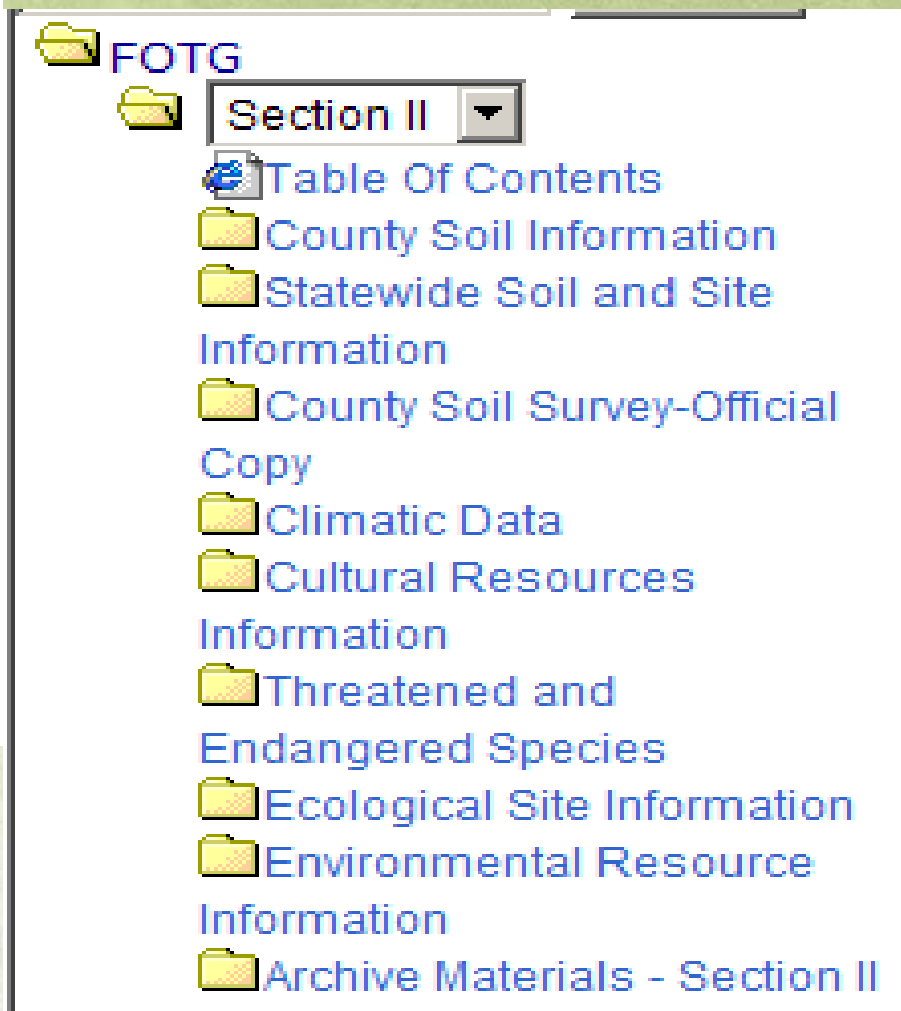 FOTG
Section II
Table Of Contents
County Soil Information
Statewide Soil and Site
Information
County Soil Survey-Official
Copy
Climatic Data
Cultural Resources
Information
Threatened and
Endangered Species
Ecological Site Information
Environmental Resource
Information
Archive Materials - Section II